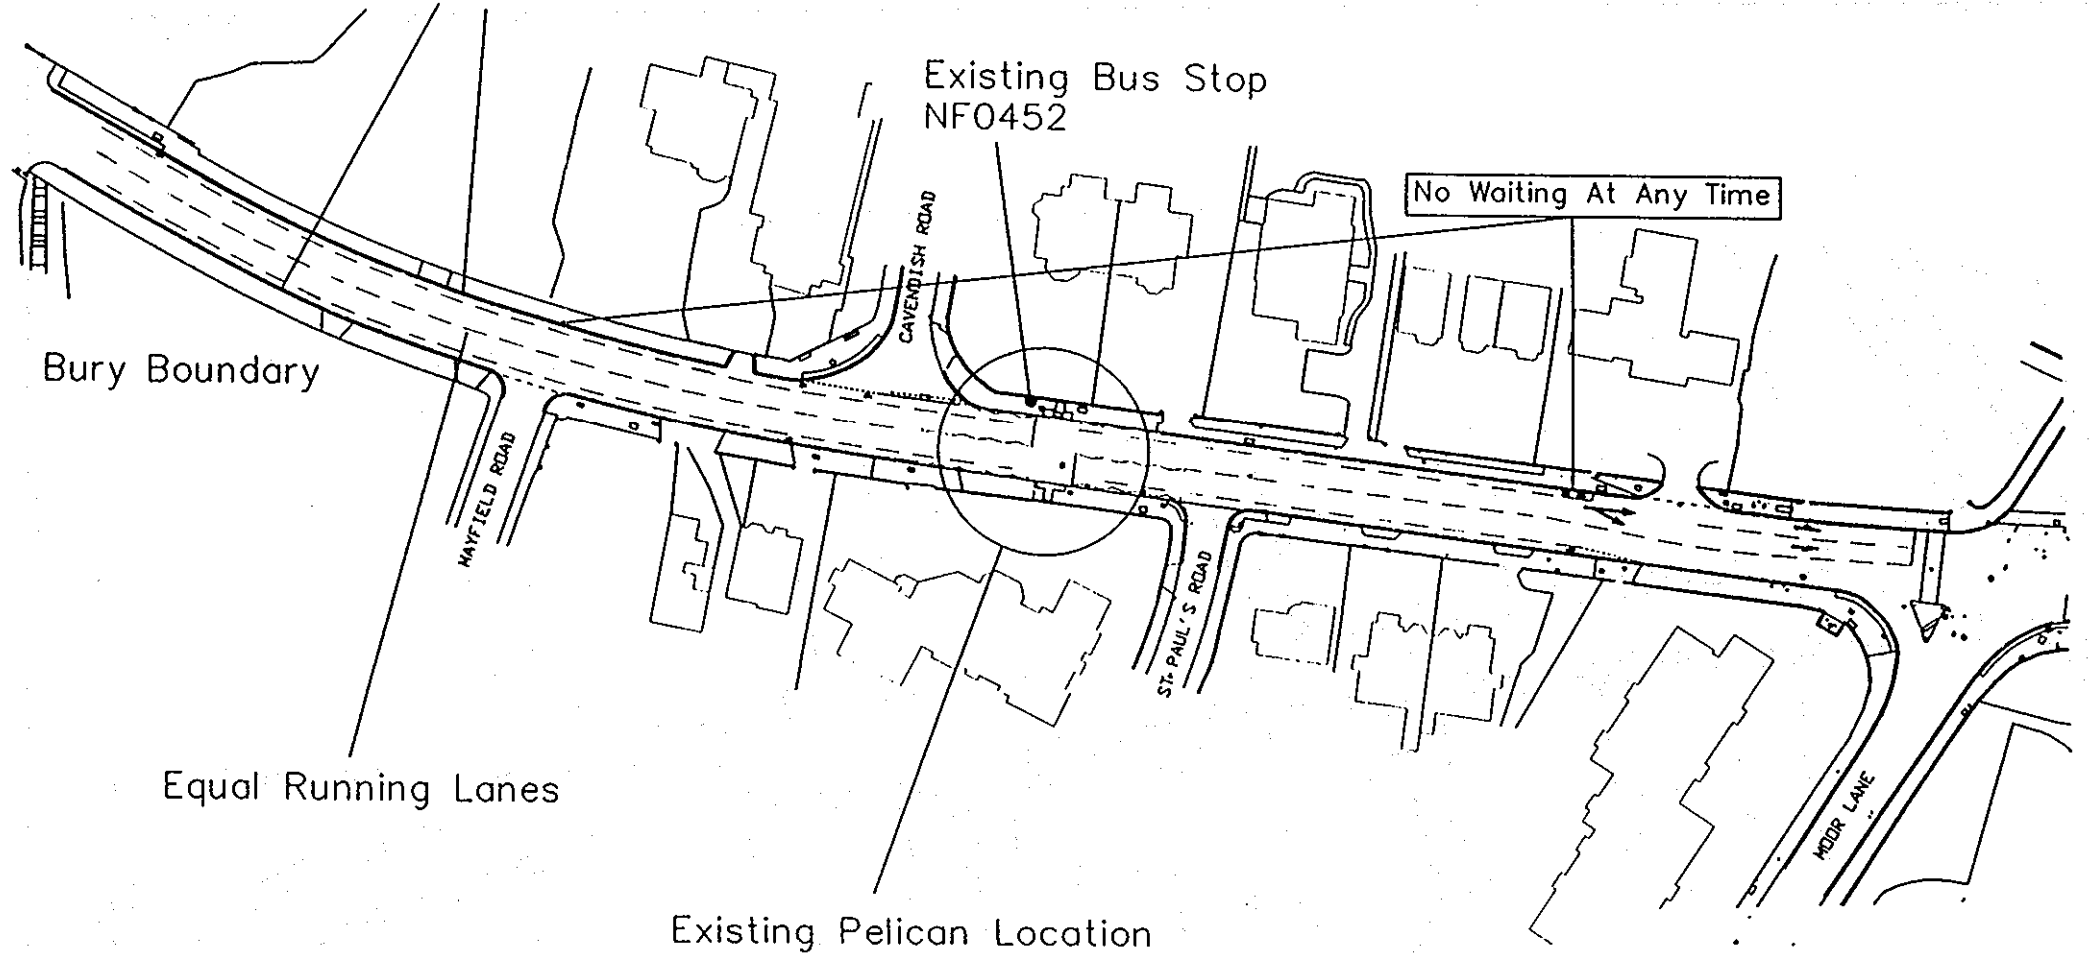 Existing Bus Stop
NF0452
No Waiting At Any Time
CAVENDISH ROAD
Bury Boundary
MAYFIELD ROAD
ST. PAUL'S ROAD
Equal Running Lanes
MOOR LANE
Existing Pelican Location